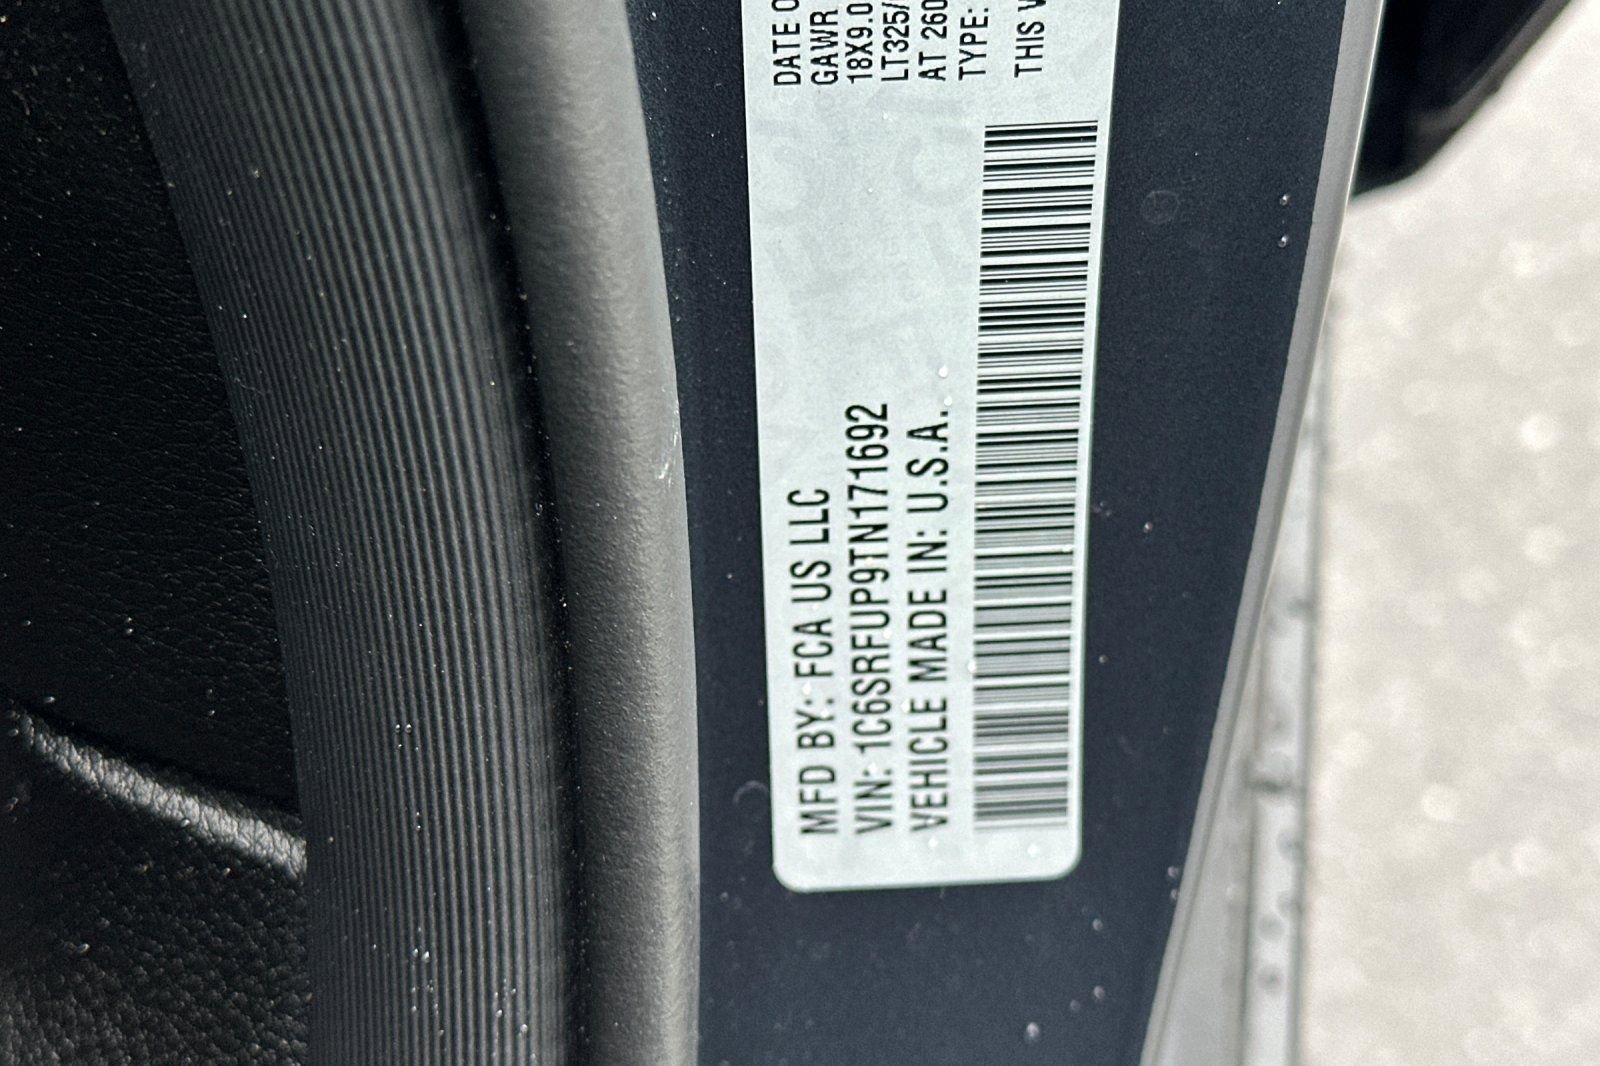 MFD BY: FCA US LLC
VIN: 1C6SRFUP9TN171692
VEHICLE MADE IN: U.S.A.
DATE O
GAWR
18X9.0
LT325/
AT 260
TYPE:
THIS